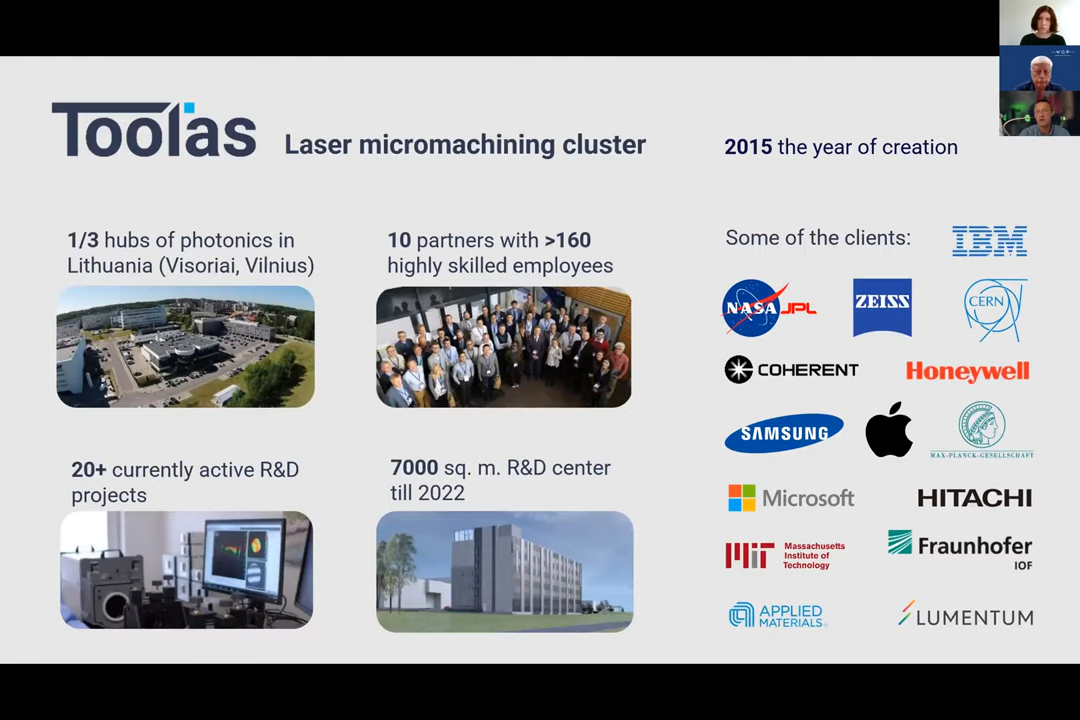 Toolas
Laser micromachining cluster
2015 the year of creation
1/3 hubs of photonics in
Lithuania (Visoriai, Vilnius)
10 partners with >160
highly skilled employees
20+ currently active R&D
projects
7000 sq. m. R&D center
till 2022
Some of the clients:
IBM
NASA JPL
ZEISS
CERN
COHERENT
Honeywell
SAMSUNG
MAX-PLANCK-GESELLSCHAFT
Microsoft
HITACHI
MIT
Massachusetts
Institute of
Technology
Fraunhofer
IOF
APPLIED
MATERIALS
LUMENTUM
WOP